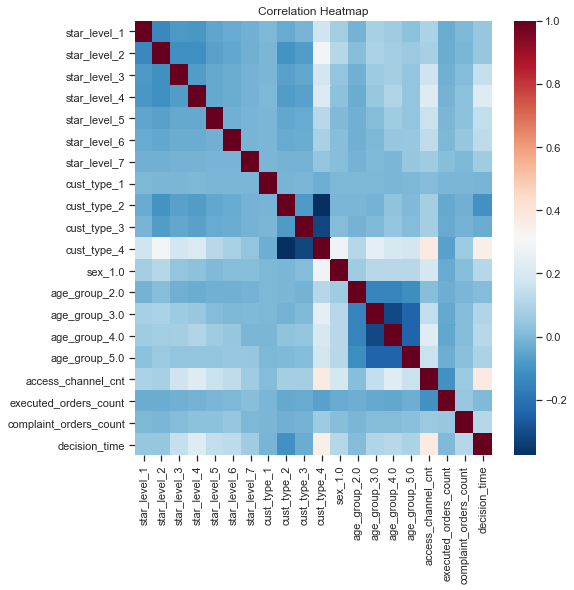 Correlation Heatmap
star_level_1
star_level_2
star_level_3
star_level_4
star_level_5
star_level_6
star_level_7
cust_type_1
cust_type_2
cust_type_3
cust_type_4
sex_1.0
age_group_2.0
age_group_3.0
age_group_4.0
age_group_5.0
access_channel_cnt
executed_orders_count
complaint_orders_count
decision_time
star_level_1
star_level_2
star_level_3
star_level_4
star_level_5
star_level_6
star_level_7
cust_type_1
cust_type_2
cust_type_3
cust_type_4
sex_1.0
age_group_2.0
age_group_3.0
age_group_4.0
age_group_5.0
access_channel_cnt
executed_orders_count
complaint_orders_count
decision_time
1.0
0.8
0.6
0.4
0.2
0.0
−0.2